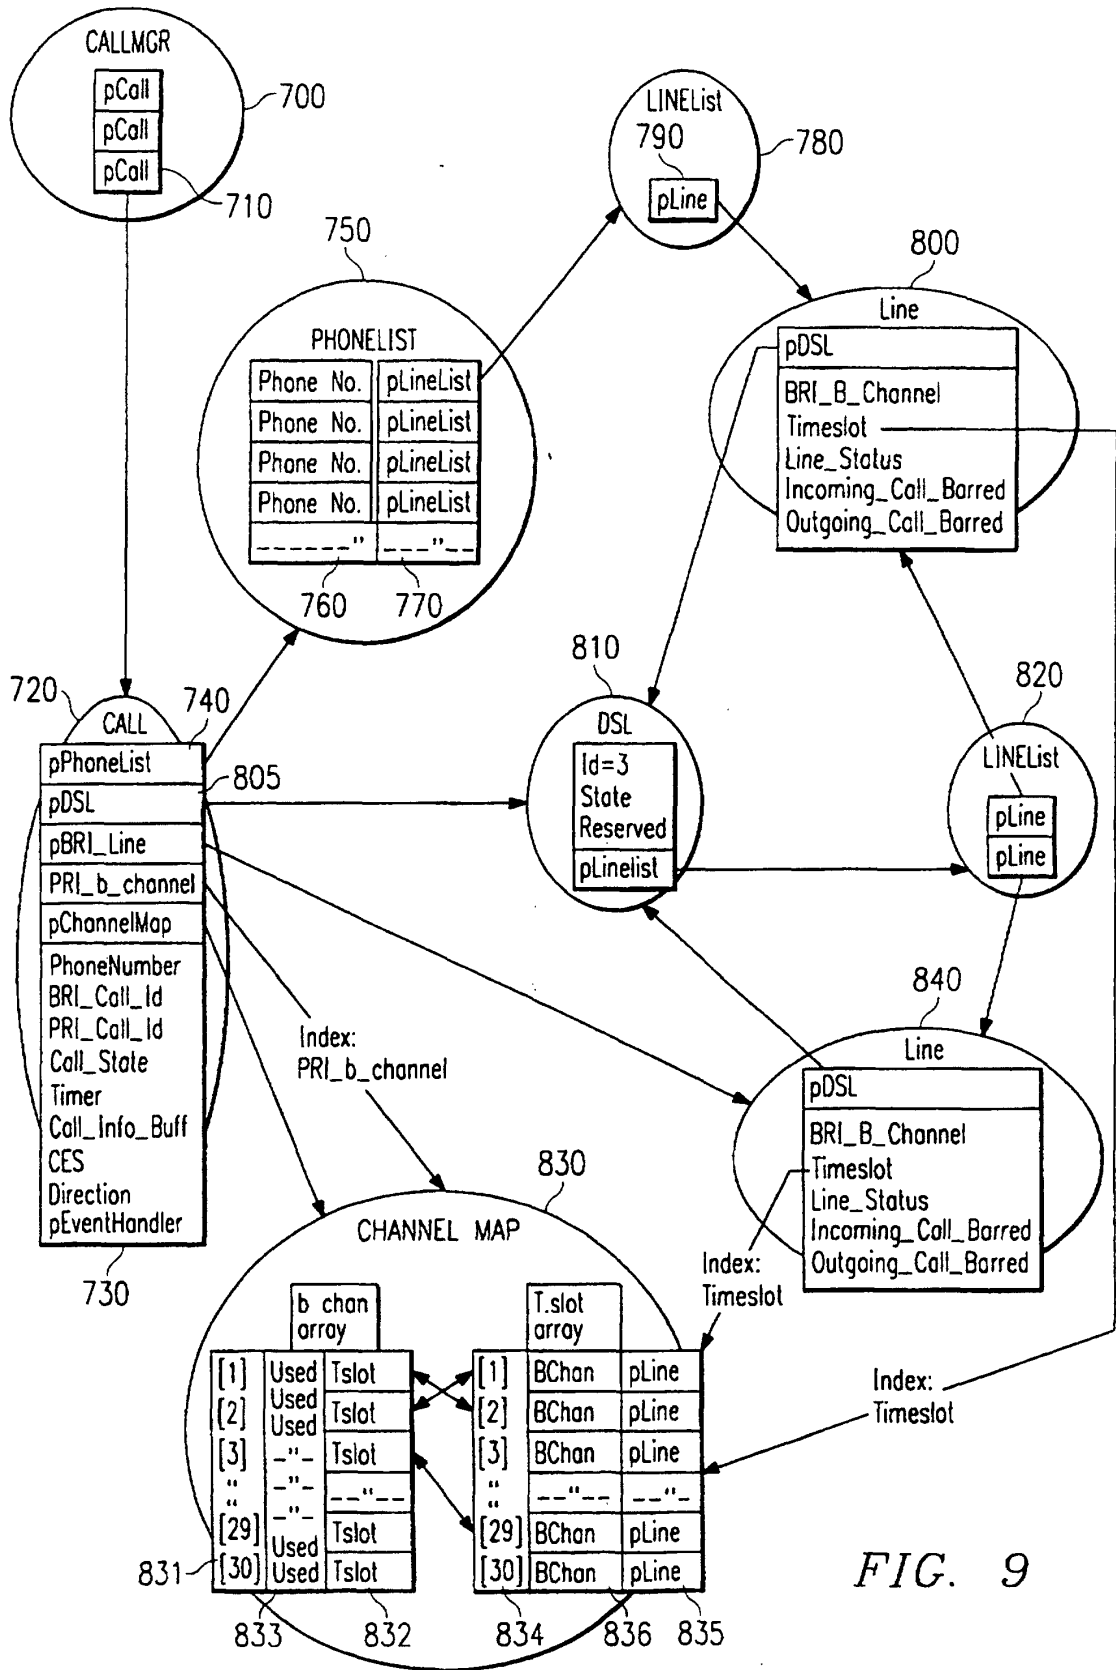 CALLMGR
pCall
pCall
pCall
700
710
LINEList
790
pLine
780
750
PHONELIST
Phone No. pLineList
Phone No. pLineList
Phone No. pLineList
Phone No. pLineList
_ _ _ _ _ _" _ _ _"_ _
760 770
800
Line
pDSL
BRI_B_Channel
Timeslot
Line_Status
Incoming_Call_Barred
Outgoing_Call_Barred
720
CALL
740
pPhoneList
805
pDSL
pBRI_Line
PRI_b_channel
pChannelMap
PhoneNumber
BRI_Call_Id
PRI_Call_Id
Call_State
Timer
Call_Info_Buff
CES
Direction
pEventHandler
730
810
DSL
Id=3
State
Reserved
pLinelist
820
LINEList
pLine
pLine
Index:
PRI_b_channel
840
Line
pDSL
BRI_B_Channel
Timeslot
Line_Status
Incoming_Call_Barred
Outgoing_Call_Barred
Index:
Timeslot
Index:
Timeslot
830
CHANNEL MAP
b chan
array
[1] Used Tslot
Used
[2] Used Tslot
[3] _"_ Tslot
" _"_ _ _"_ _
" _"_
[29] Used Tslot
[30] Used Tslot
831
833 832
T.slot
array
[1] BChan pLine
[2] BChan pLine
[3] BChan pLine
" _ _"_ _ _ _"_
"
[29] BChan pLine
[30] BChan pLine
834 836 835
FIG. 9